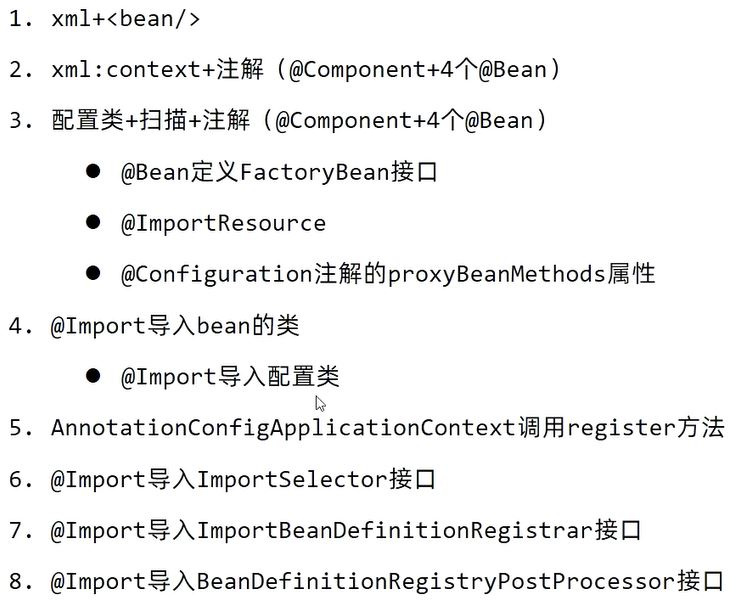 1. xml+<bean/>
2. xml:context+注解（@Component+4个@Bean）
3. 配置类+扫描+注解（@Component+4个@Bean）
● @Bean定义FactoryBean接口
● @ImportResource
● @Configuration注解的proxyBeanMethods属性
4. @Import导入bean的类
● @Import导入配置类
5. AnnotationConfigApplicationContext调用register方法
6. @Import导入ImportSelector接口
7. @Import导入ImportBeanDefinitionRegistrar接口
8. @Import导入BeanDefinitionRegistryPostProcessor接口